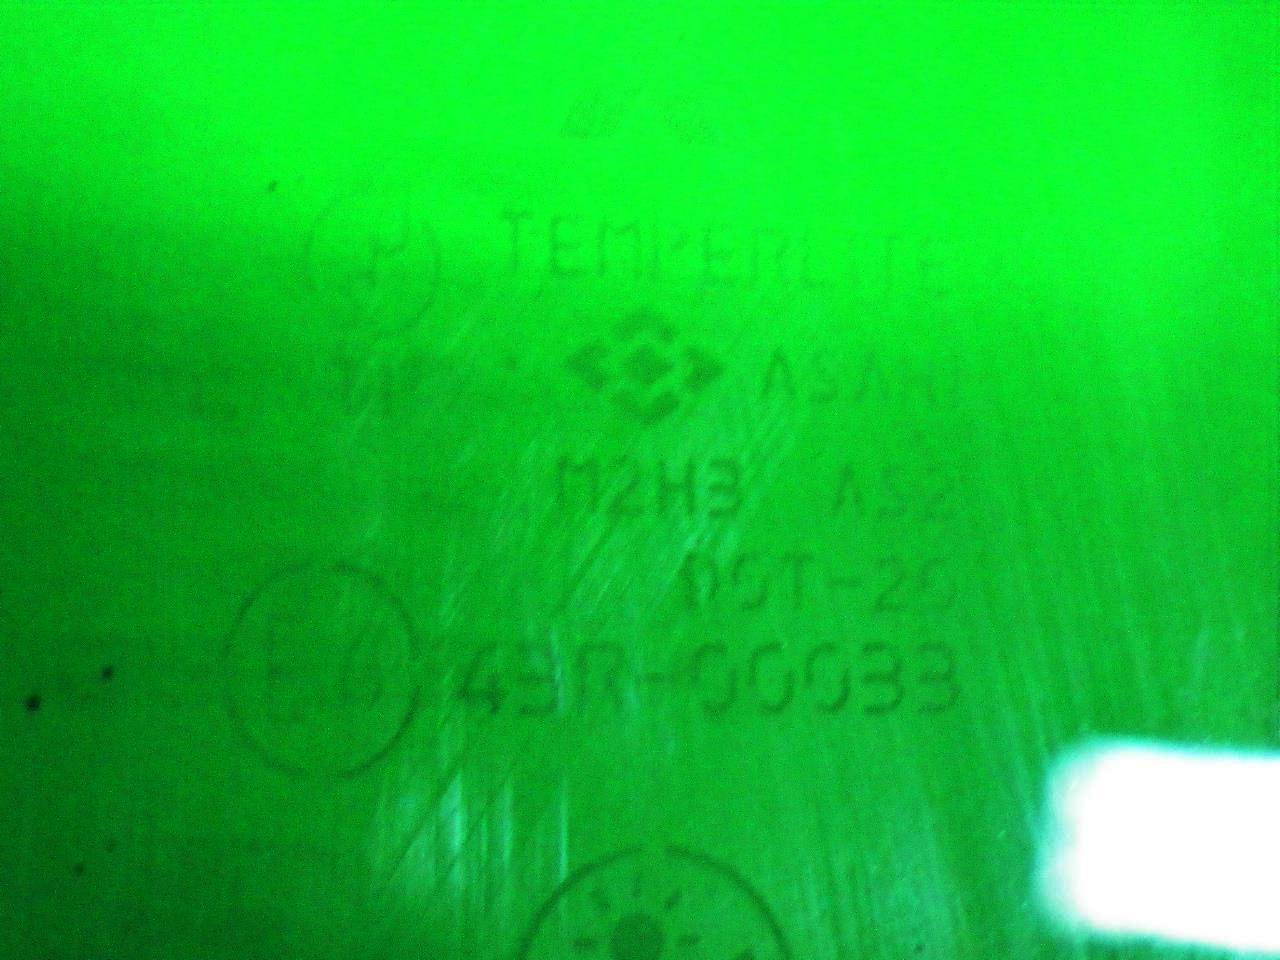 TEMPERLITE
ASAHI
M2H3 AS2
DOT-20
43R-00033